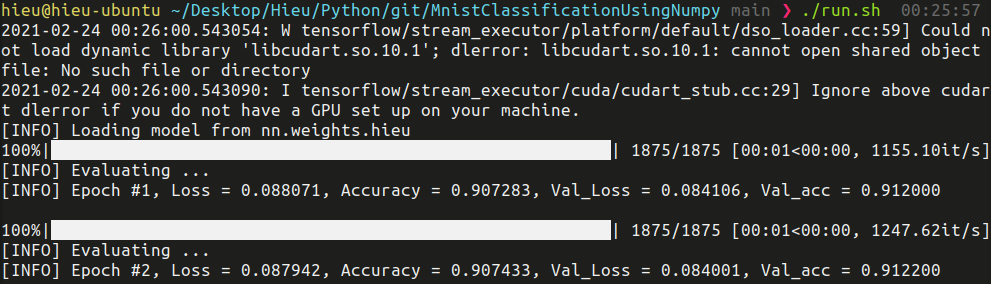 hieu@hieu-ubuntu ~/Desktop/Hieu/Python/git/MnistClassificationUsingNumpy main ❯ ./run.sh 00:25:57
2021-02-24 00:26:00.543054: W tensorflow/stream_executor/platform/default/dso_loader.cc:59] Could n
ot load dynamic library 'libcudart.so.10.1'; dlerror: libcudart.so.10.1: cannot open shared object
file: No such file or directory
2021-02-24 00:26:00.543090: I tensorflow/stream_executor/cuda/cudart_stub.cc:29] Ignore above cudar
t dlerror if you do not have a GPU set up on your machine.
[INFO] Loading model from nn.weights.hieu
100%|| 1875/1875 [00:01<00:00, 1155.10it/s]
[INFO] Evaluating ...
[INFO] Epoch #1, Loss = 0.088071, Accuracy = 0.907283, Val_Loss = 0.084106, Val_acc = 0.912000
100%|| 1875/1875 [00:01<00:00, 1247.62it/s]
[INFO] Evaluating ...
[INFO] Epoch #2, Loss = 0.087942, Accuracy = 0.907433, Val_Loss = 0.084001, Val_acc = 0.912200